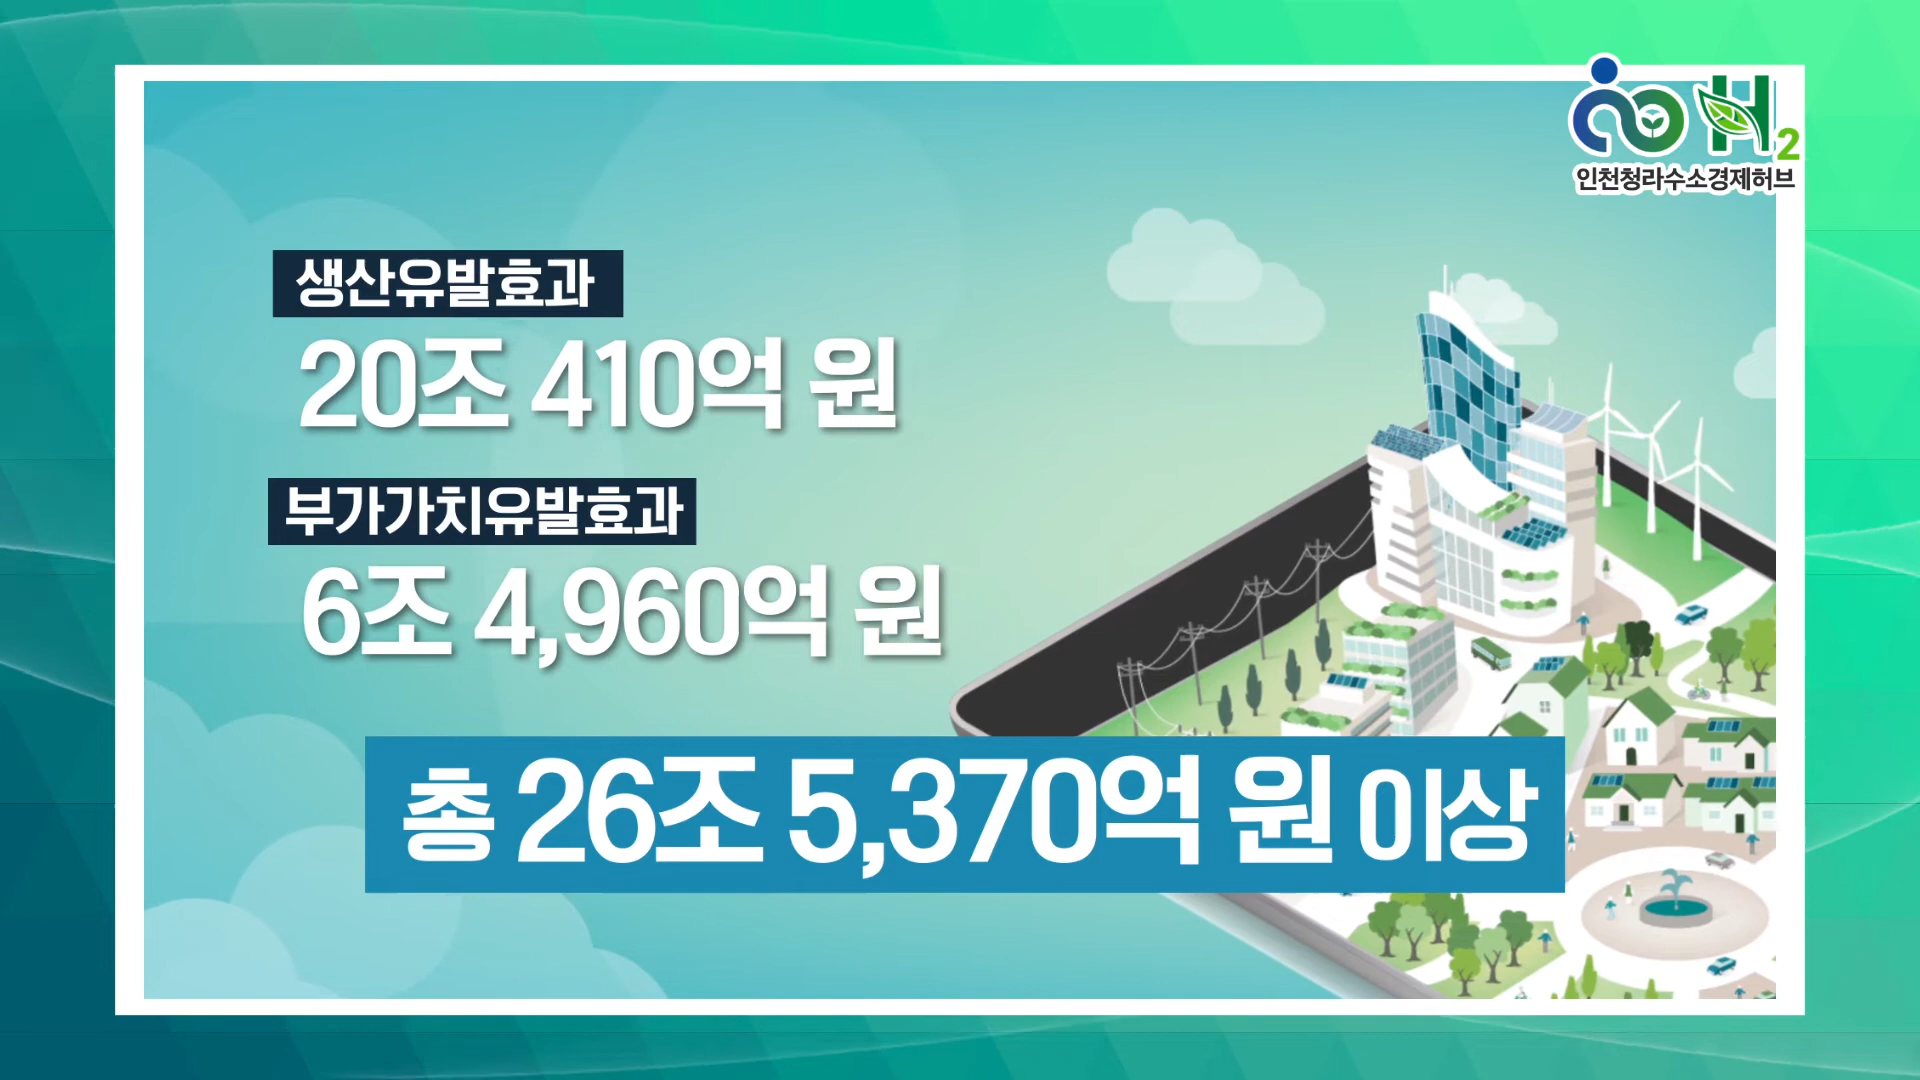 H2
인천청라수소경제허브
생산유발효과
20조 410억 원
부가가치유발효과
6조 4,960억 원
총 26조 5,370억 원 이상